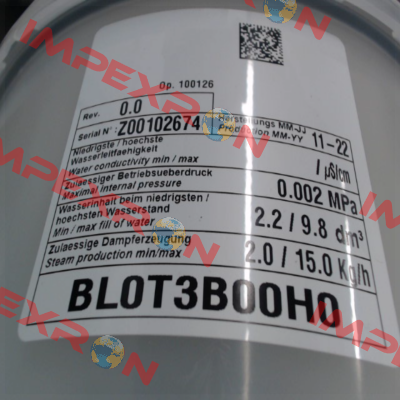 Op. 100126
Rev. 0.0
Serial N° Z00102674
Herstellungs MM-JJ
Production MM-YY 11-22
Niedrigste / hoechste
Wasserleitfaehigkeit
Water conductivity min / max / µS/cm
Zulaessiger Betriebsueberdruck
Maximal internal pressure 0.002 MPa
Wasserinhalt beim niedrigsten /
hoechsten Wasserstand
Min / max fill of water 2.2 / 9.8 dm³
Zulaessige Dampferzeugung
Steam production min/max 2.0 / 15.0 Kg/h
BL0T3B00H0
IMPEXRON